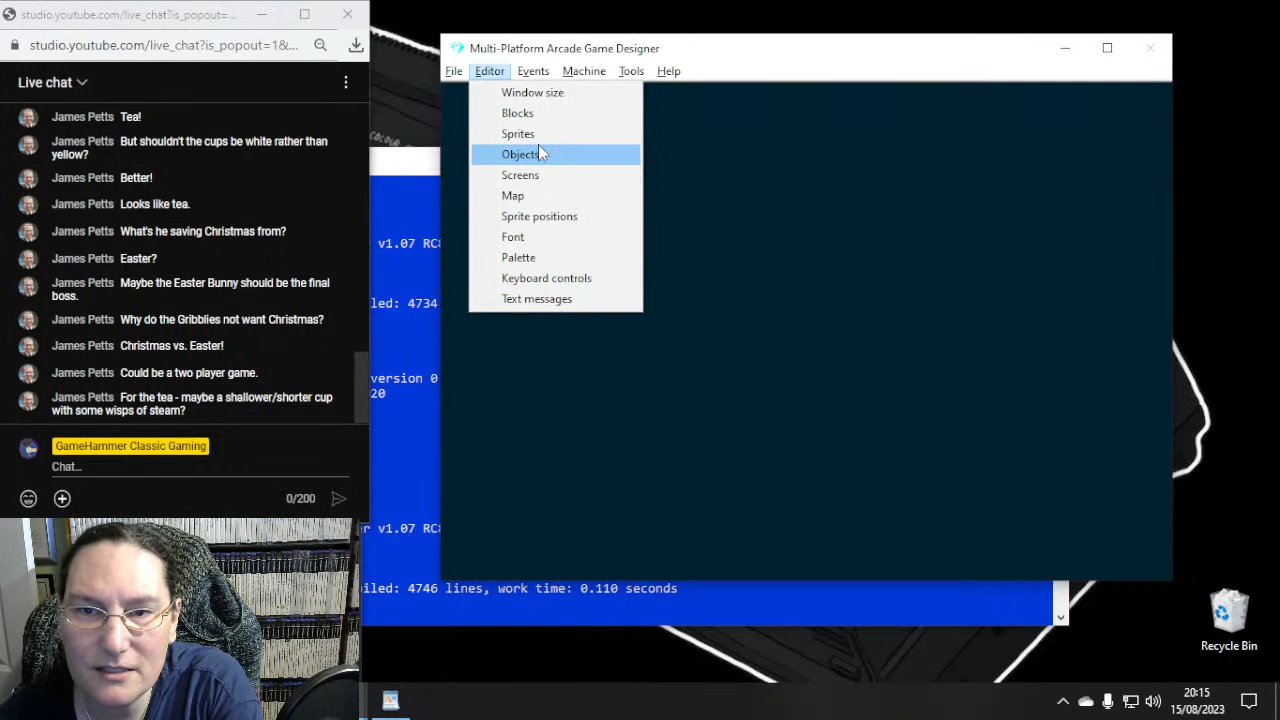 studio.youtube.com/live_chat?is_popout=...
studio.youtube.com/live_chat?is_popout=1&...
Live chat
James Petts Tea!
James Petts But shouldn't the cups be white rather than
yellow?
James Petts Better!
James Petts Looks like tea.
James Petts What's he saving Christmas from?
James Petts Easter?
James Petts Maybe the Easter Bunny should be the final
boss.
James Petts Why do the Gribblies not want Christmas?
James Petts Christmas vs. Easter!
James Petts Could be a two player game.
James Petts For the tea - maybe a shallower/shorter cup
with some wisps of steam?
GameHammer Classic Gaming
Chat...
0/200
COLOUR
Multi-Platform Arcade Game Designer
File Editor Events Machine Tools Help
Window size
Blocks
Sprites
Objects
Screens
Map
Sprite positions
Font
Palette
Keyboard controls
Text messages
v1.07 RC8
led: 4734
version 0
20
r v1.07 RC8
iled: 4746 lines, work time: 0.110 seconds
Recycle Bin
20:15
15/08/2023